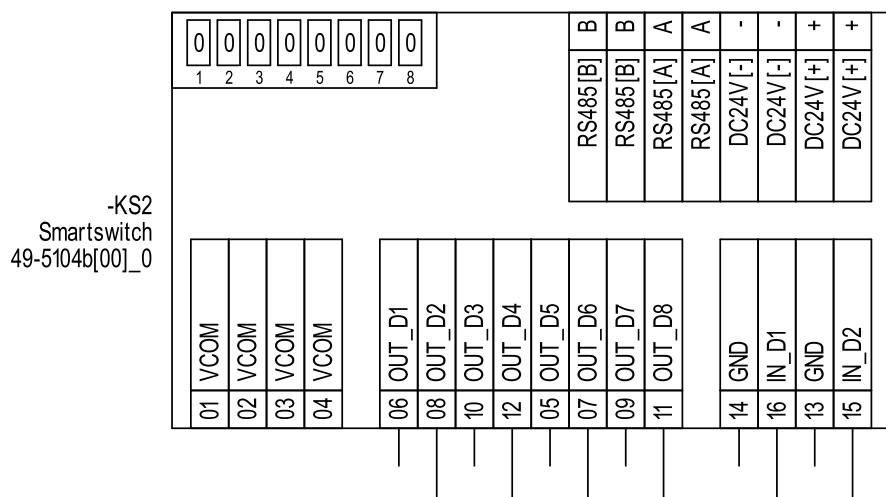 0 0 0 0 0 0 0 0
1 2 3 4 5 6 7 8
B B A A - - + +
RS485[B] RS485[B] RS485[A] RS485[A] DC24V[-] DC24V[-] DC24V[+] DC24V[+]
-KS2
Smartswitch
49-5104b[00]_0
VCOM VCOM VCOM VCOM OUT_D1 OUT_D2 OUT_D3 OUT_D4 OUT_D5 OUT_D6 OUT_D7 OUT_D8 GND IN_D1 GND IN_D2
01 02 03 04 06 08 10 12 05 07 09 11 14 16 13 15